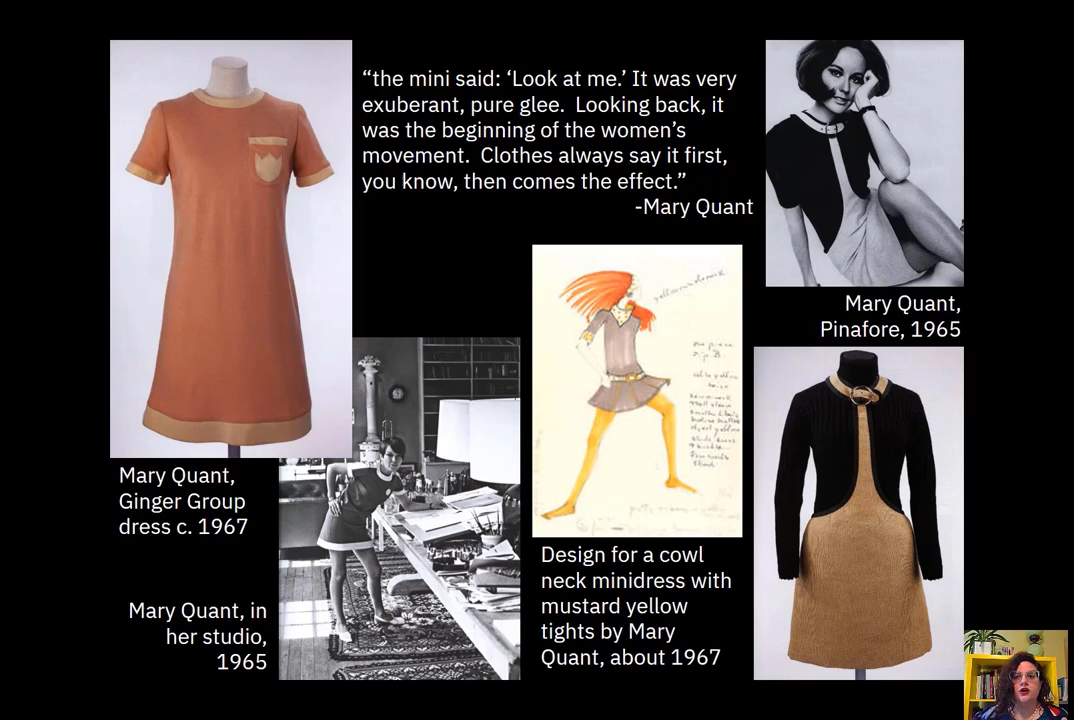 “the mini said: ‘Look at me.’ It was very
exuberant, pure glee.  Looking back, it
was the beginning of the women’s
movement.  Clothes always say it first,
you know, then comes the effect.”
-Mary Quant
Mary Quant,
Pinafore, 1965
Mary Quant,
Ginger Group
dress c. 1967
Mary Quant, in
her studio,
1965
Design for a cowl
neck minidress with
mustard yellow
tights by Mary
Quant, about 1967